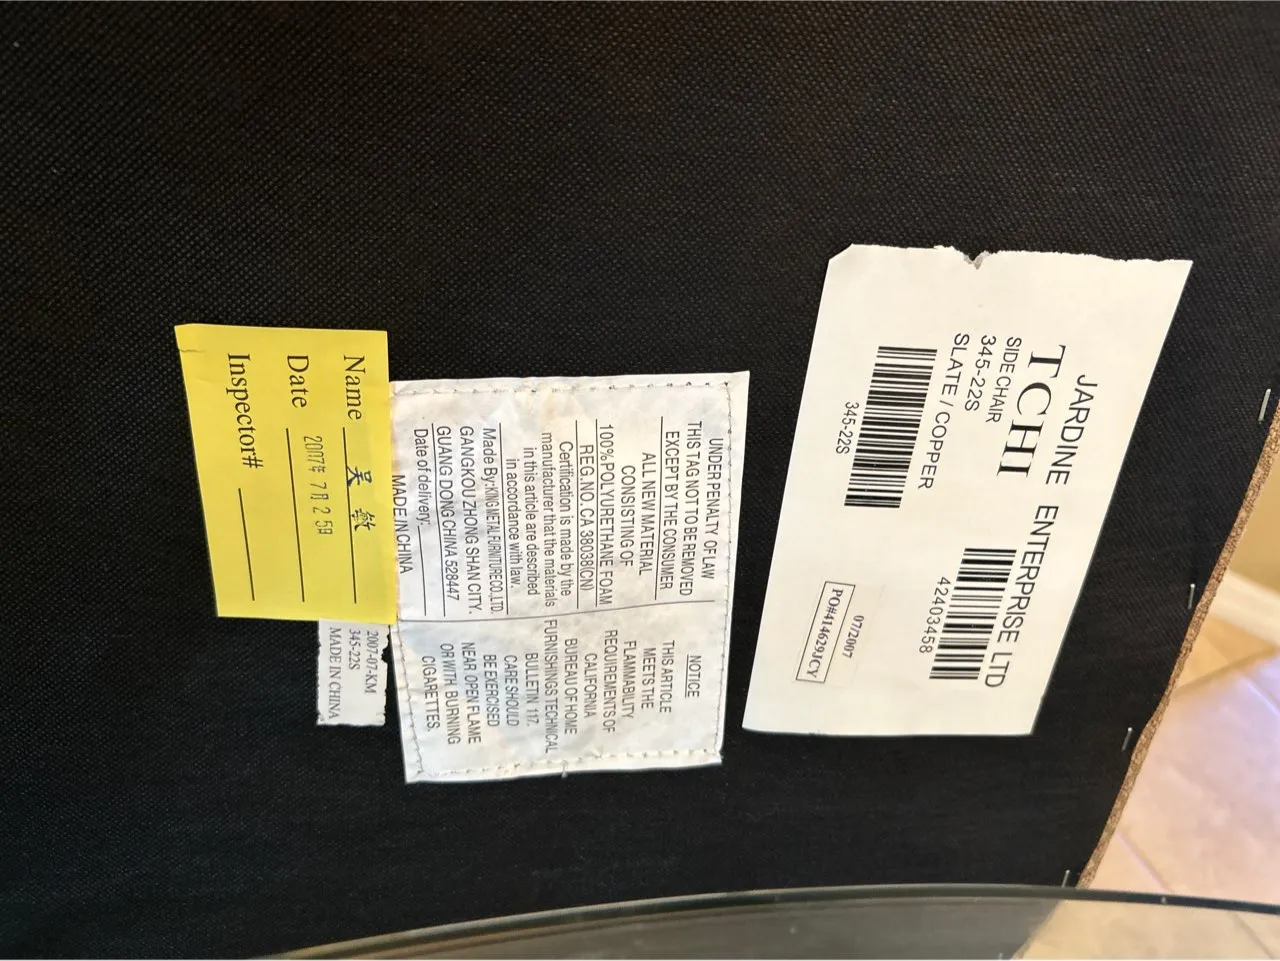 JARDINE ENTERPRISE LTD
TCHI
SIDE CHAIR
345-22S
SLATE / COPPER
345-22S
42403458
07/2007
PO#414629JCY
UNDER PENALTY OF LAW
THIS TAG NOT TO BE REMOVED
EXCEPT BY THE CONSUMER
ALL NEW MATERIAL
CONSISTING OF
100% POLYURETHANE FOAM
REG.NO. CA 38038(CN)
Certification is made by the
manufacturer that the materials
in this article are described
in accordance with law.
Made By:KING METAL FURNITURE CO.,LTD.
GANGKOU ZHONG SHAN CITY.
GUANG DONG CHINA 528447
Date of delivery:
MADE IN CHINA
NOTICE
THIS ARTICLE
MEETS THE
FLAMMABILITY
REQUIREMENTS OF
CALIFORNIA
BUREAU OF HOME
FURNISHINGS TECHNICAL
BULLETIN 117.
CARE SHOULD
BE EXERCISED
NEAR OPEN FLAME
OR WITH BURNING
CIGARETTES.
Name 吴 敏
Date 2007年 7月 25日
Inspector#
2007-07-KM
345-22S
MADE IN CHINA